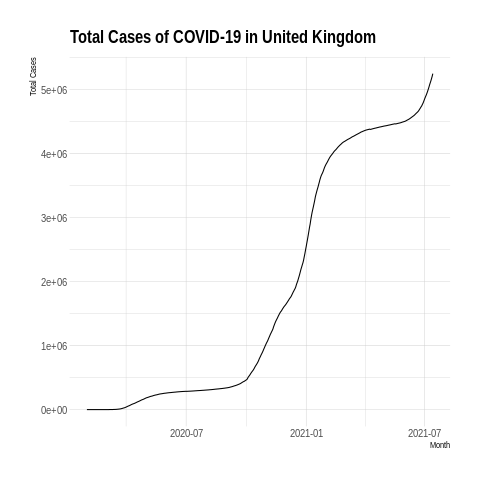 Total Cases of COVID-19 in United Kingdom
Total Cases
5e+06
4e+06
3e+06
2e+06
1e+06
0e+00
2020-07
2021-01
2021-07
Month